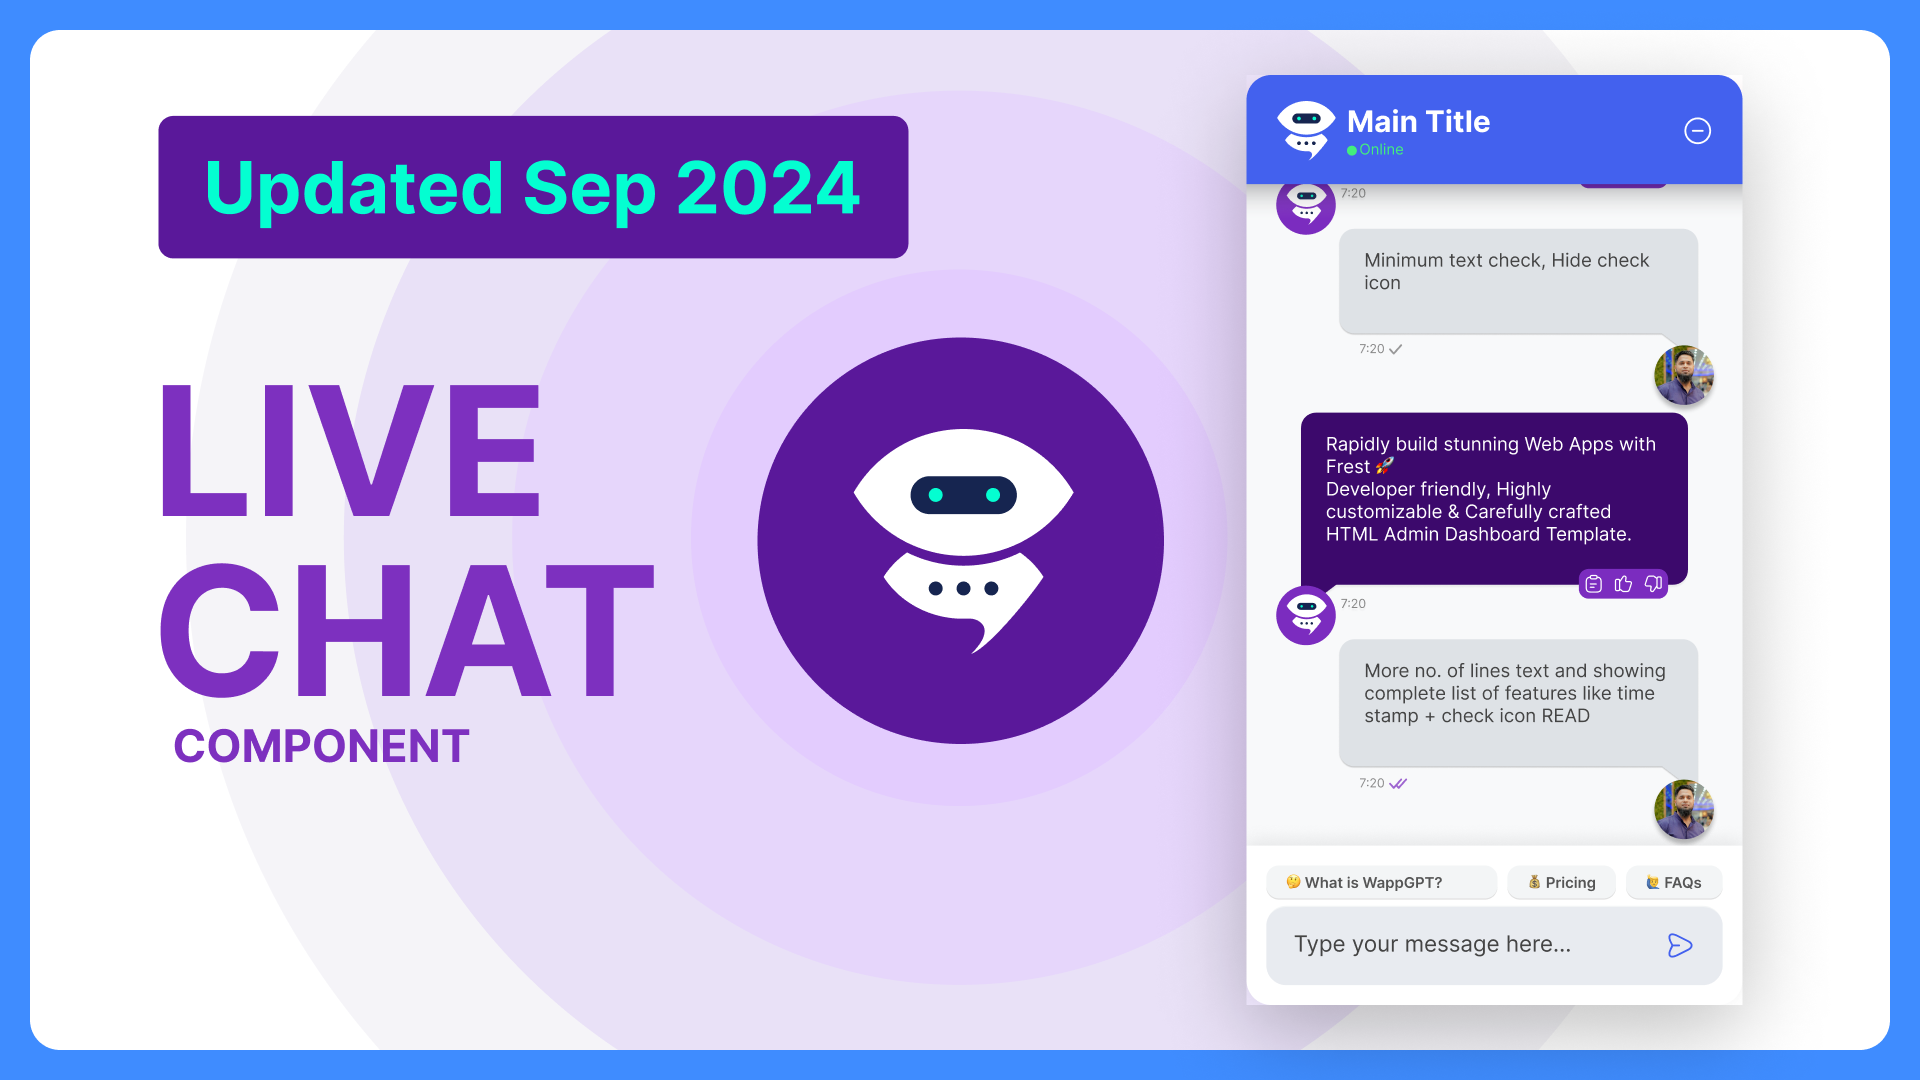 Updated Sep 2024
LIVE
CHAT
COMPONENT
Main Title
Online
7:20
Minimum text check, Hide check
icon
7:20
Rapidly build stunning Web Apps with
Frest 🚀
Developer friendly, Highly
customizable & Carefully crafted
HTML Admin Dashboard Template.
7:20
More no. of lines text and showing
complete list of features like time
stamp + check icon READ
7:20
🤔 What is WappGPT?
💰 Pricing
🙋‍♂️ FAQs
Type your message here...